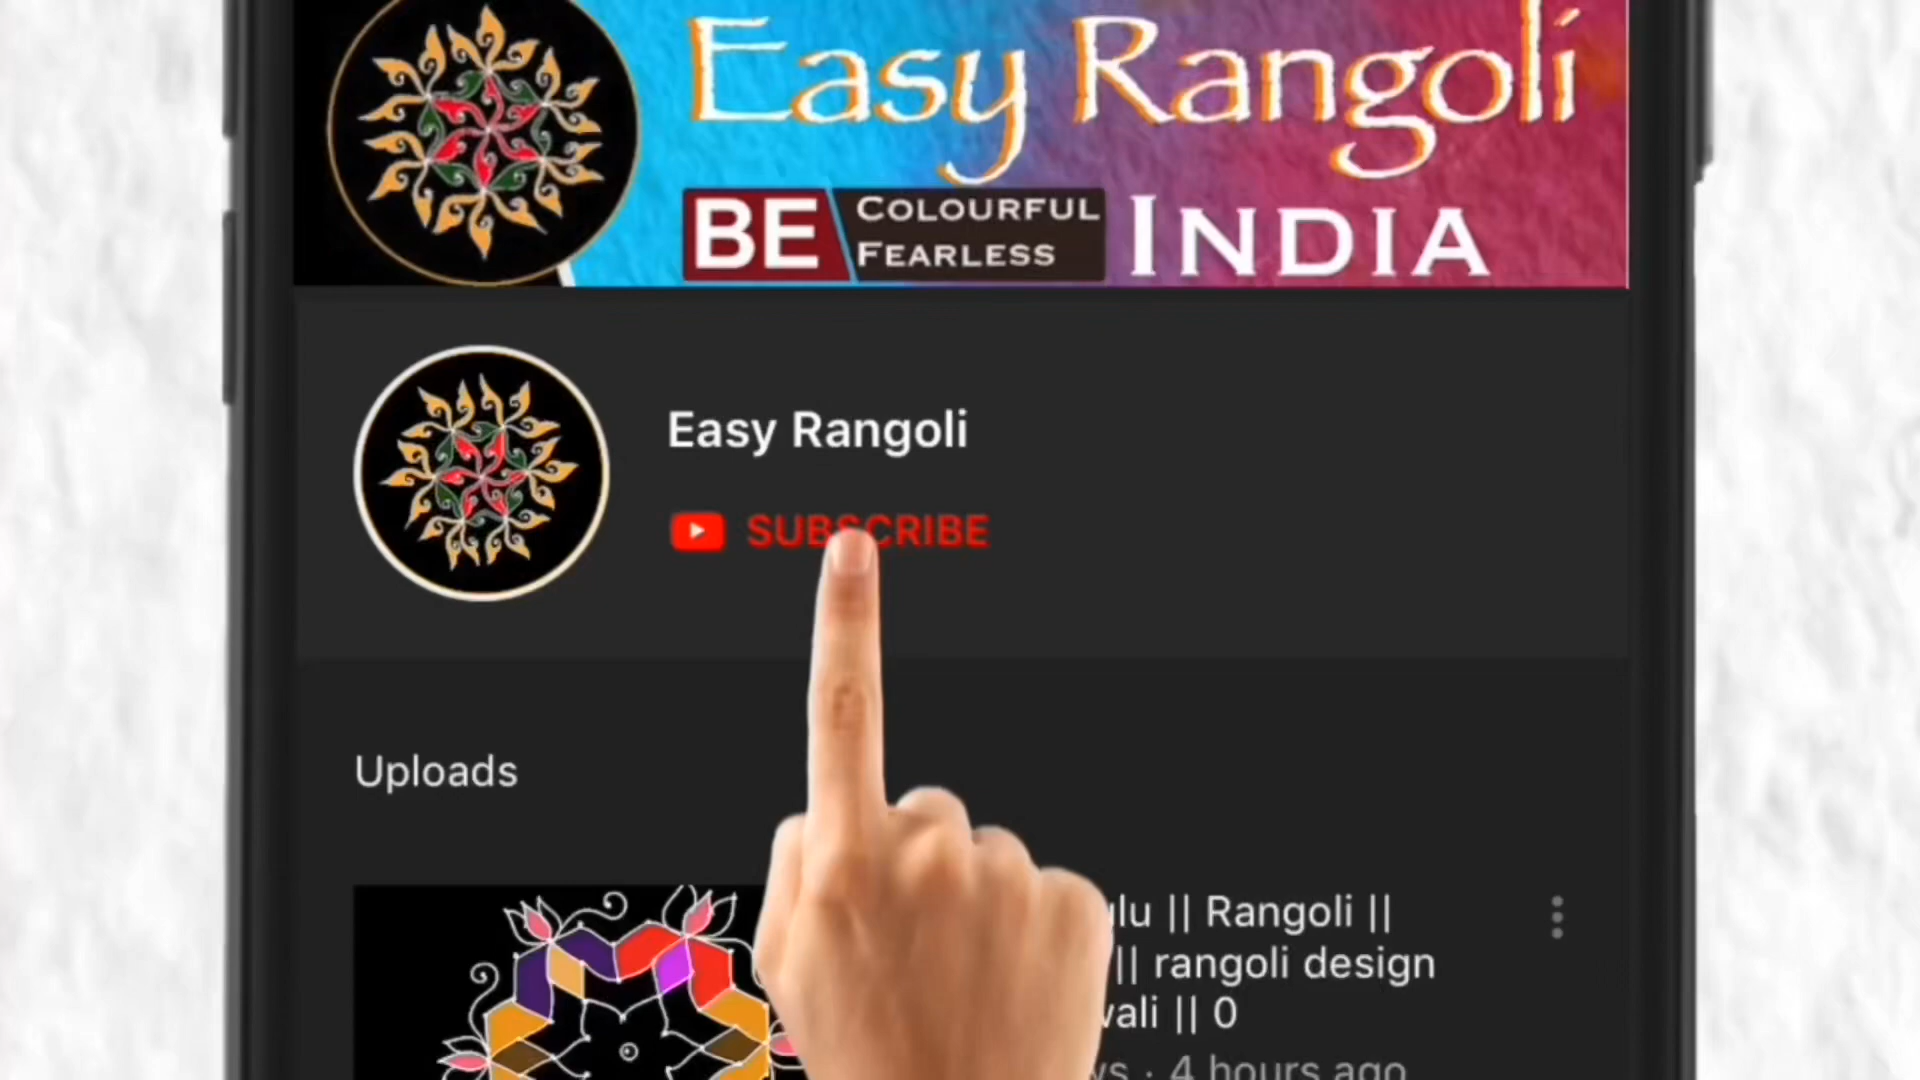 Easy Rangoli
BE COLOURFUL FEARLESS INDIA
Easy Rangoli
SUBSCRIBE
Uploads
|| Rangoli ||
|| rangoli design
|| 0
4 hours ago